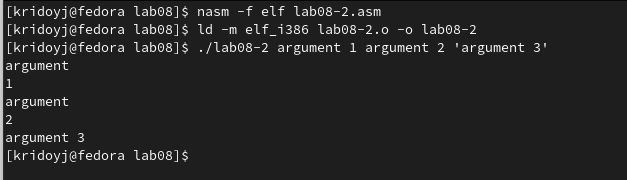 [kridoyj@fedora lab08]$ nasm -f elf lab08-2.asm
[kridoyj@fedora lab08]$ ld -m elf_i386 lab08-2.o -o lab08-2
[kridoyj@fedora lab08]$ ./lab08-2 argument 1 argument 2 'argument 3'
argument
1
argument
2
argument 3
[kridoyj@fedora lab08]$